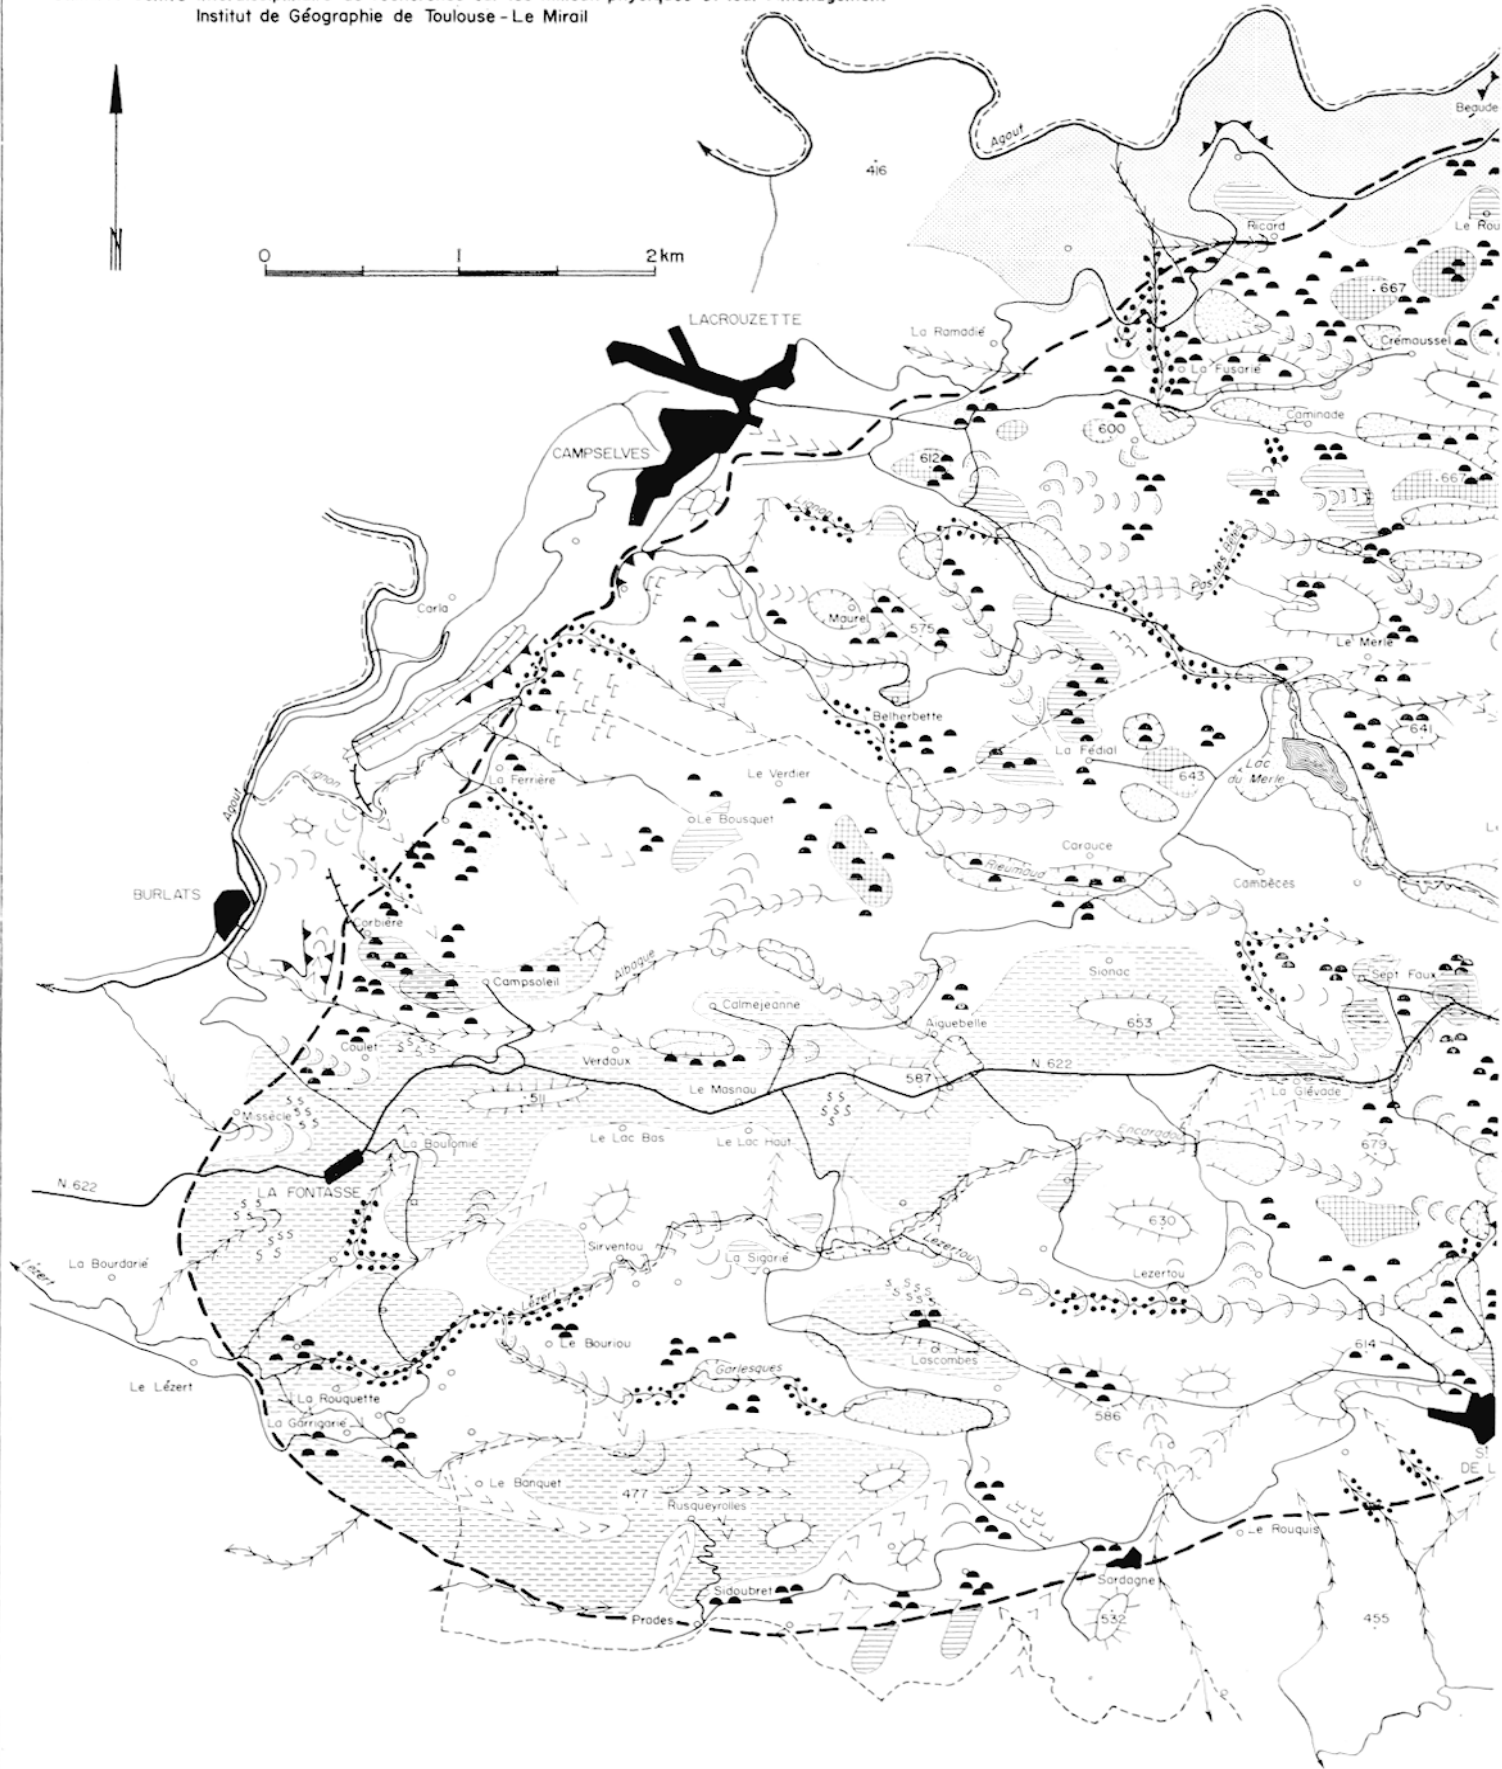 Institut de Géographie de Toulouse - Le Mirail
N
0 1 2 km
Agout
416
Beaude
Ricard
Le Rou
667
LACROUZETTE
La Ramadié
Crémaussel
La Fusarié
Caminade
600
CAMPSELVES
612
667
Lignon
Pas des Bêtes
Carla
Maurel
575
Le Merle
Belherbette
641
La Fédial
Lac
du Merle
643
Lignon
La Ferrière
Le Verdier
Agout
Le Bousquet
Carauce
Rieumaud
Cambècès
BURLATS
Corbière
Sionac
Sept Faux
Albague
Campsoleil
Calmejeanne
Aiguebelle
653
Coulet
Verdaux
N 622
587
Le Masnau
La Glévade
511
Missècle
La Boulomié
Le Lac Bas
Le Lac Haut
679
N 622
LA FONTASSE
630
Sirventou
La Sigarié
Lezertou
La Bourdarié
Lézert
Lezertou
Lézert
Le Bouriou
614
Lascombes
Garlesques
Le Lézert
La Rouquette
586
La Garrigarié
DE L
Le Banquet
477
Rusqueyrolles
Le Rouquis
Sardagne
Sidoubret
Prodes
532
455